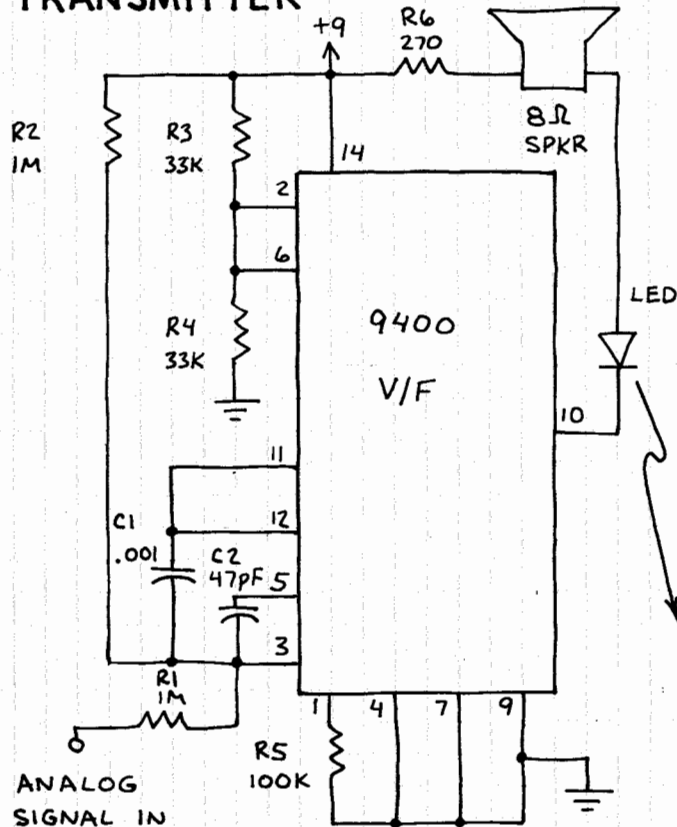 TRANSMITTER
+9
R6
270
8Ω
SPKR
R2
1M
R3
33K
14
2
6
R4
33K
9400
V/F
LED
10
11
12
C1
.001
C2
47pF
5
3
R1
1M
1
4
7
9
R5
100K
ANALOG
SIGNAL IN